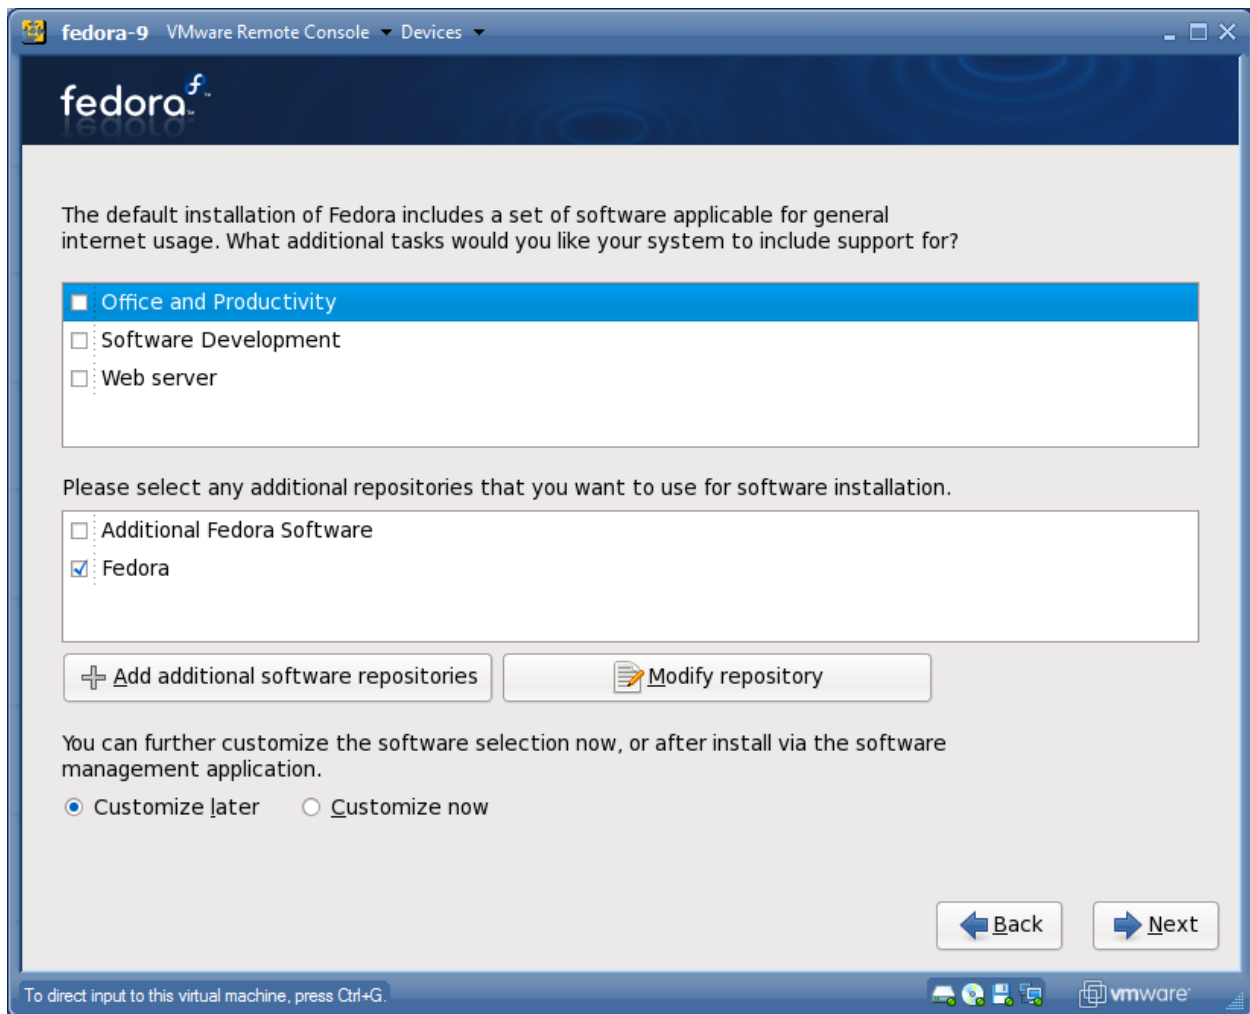 fedora-9 VMware Remote Console Devices
fedora
The default installation of Fedora includes a set of software applicable for general
internet usage. What additional tasks would you like your system to include support for?
Office and Productivity
Software Development
Web server
Please select any additional repositories that you want to use for software installation.
Additional Fedora Software
Fedora
Add additional software repositories Modify repository
You can further customize the software selection now, or after install via the software
management application.
Customize later Customize now
Back Next
To direct input to this virtual machine, press Ctrl+G. vmware